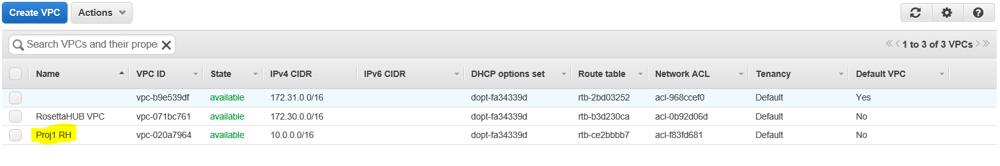 Create VPC Actions
Search VPCs and their proper 1 to 3 of 3 VPCs
Name VPC ID State IPv4 CIDR IPv6 CIDR DHCP options set Route table Network ACL Tenancy Default VPC
vpc-b9e539df available 172.31.0.0/16 dopt-fa34339d rtb-2bd03252 acl-968ccef0 Default Yes
RosettaHUB VPC vpc-071bc761 available 172.30.0.0/16 dopt-fa34339d rtb-b3d230ca acl-0b92d06d Default No
Proj1 RH vpc-020a7964 available 10.0.0.0/16 dopt-fa34339d rtb-ce2bbbb7 acl-f83fd681 Default No